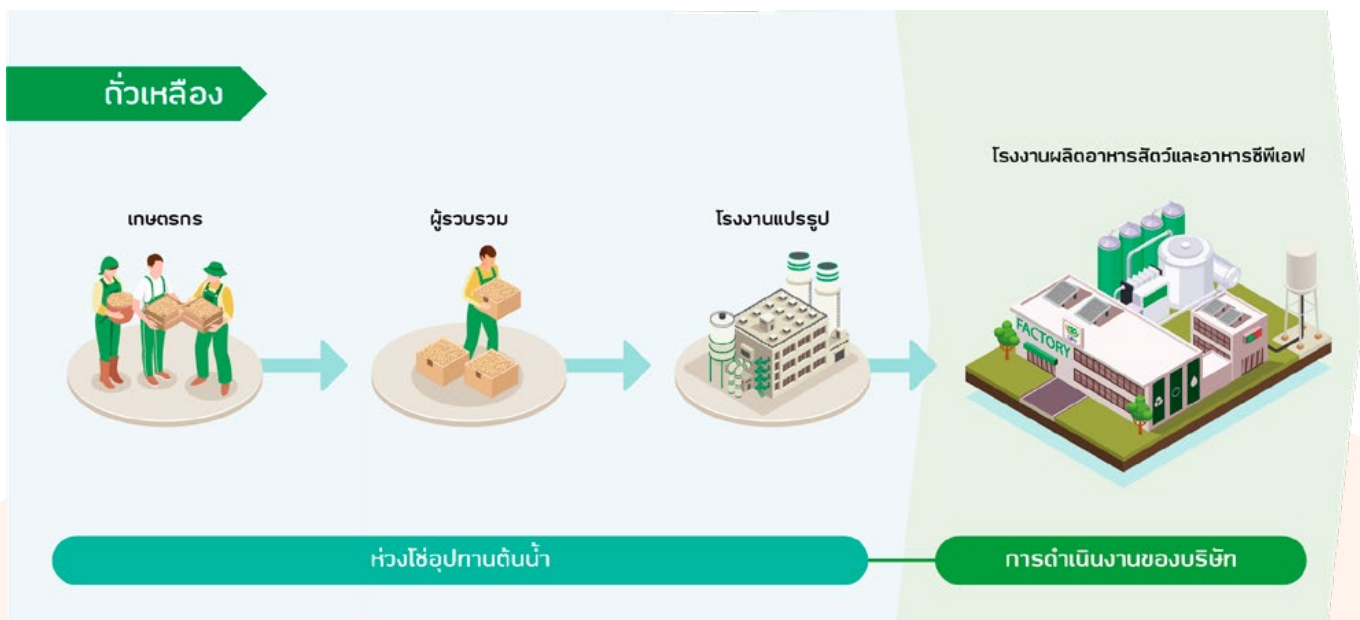 ถั่วเหลือง
โรงงานผลิตอาหารสัตว์และอาหารซีพีเอฟ
เกษตรกร
ผู้รวบรวม
โรงงานแปรรูป
FACTORY
ห่วงโซ่อุปทานต้นน้ำ
การดำเนินงานของบริษัท